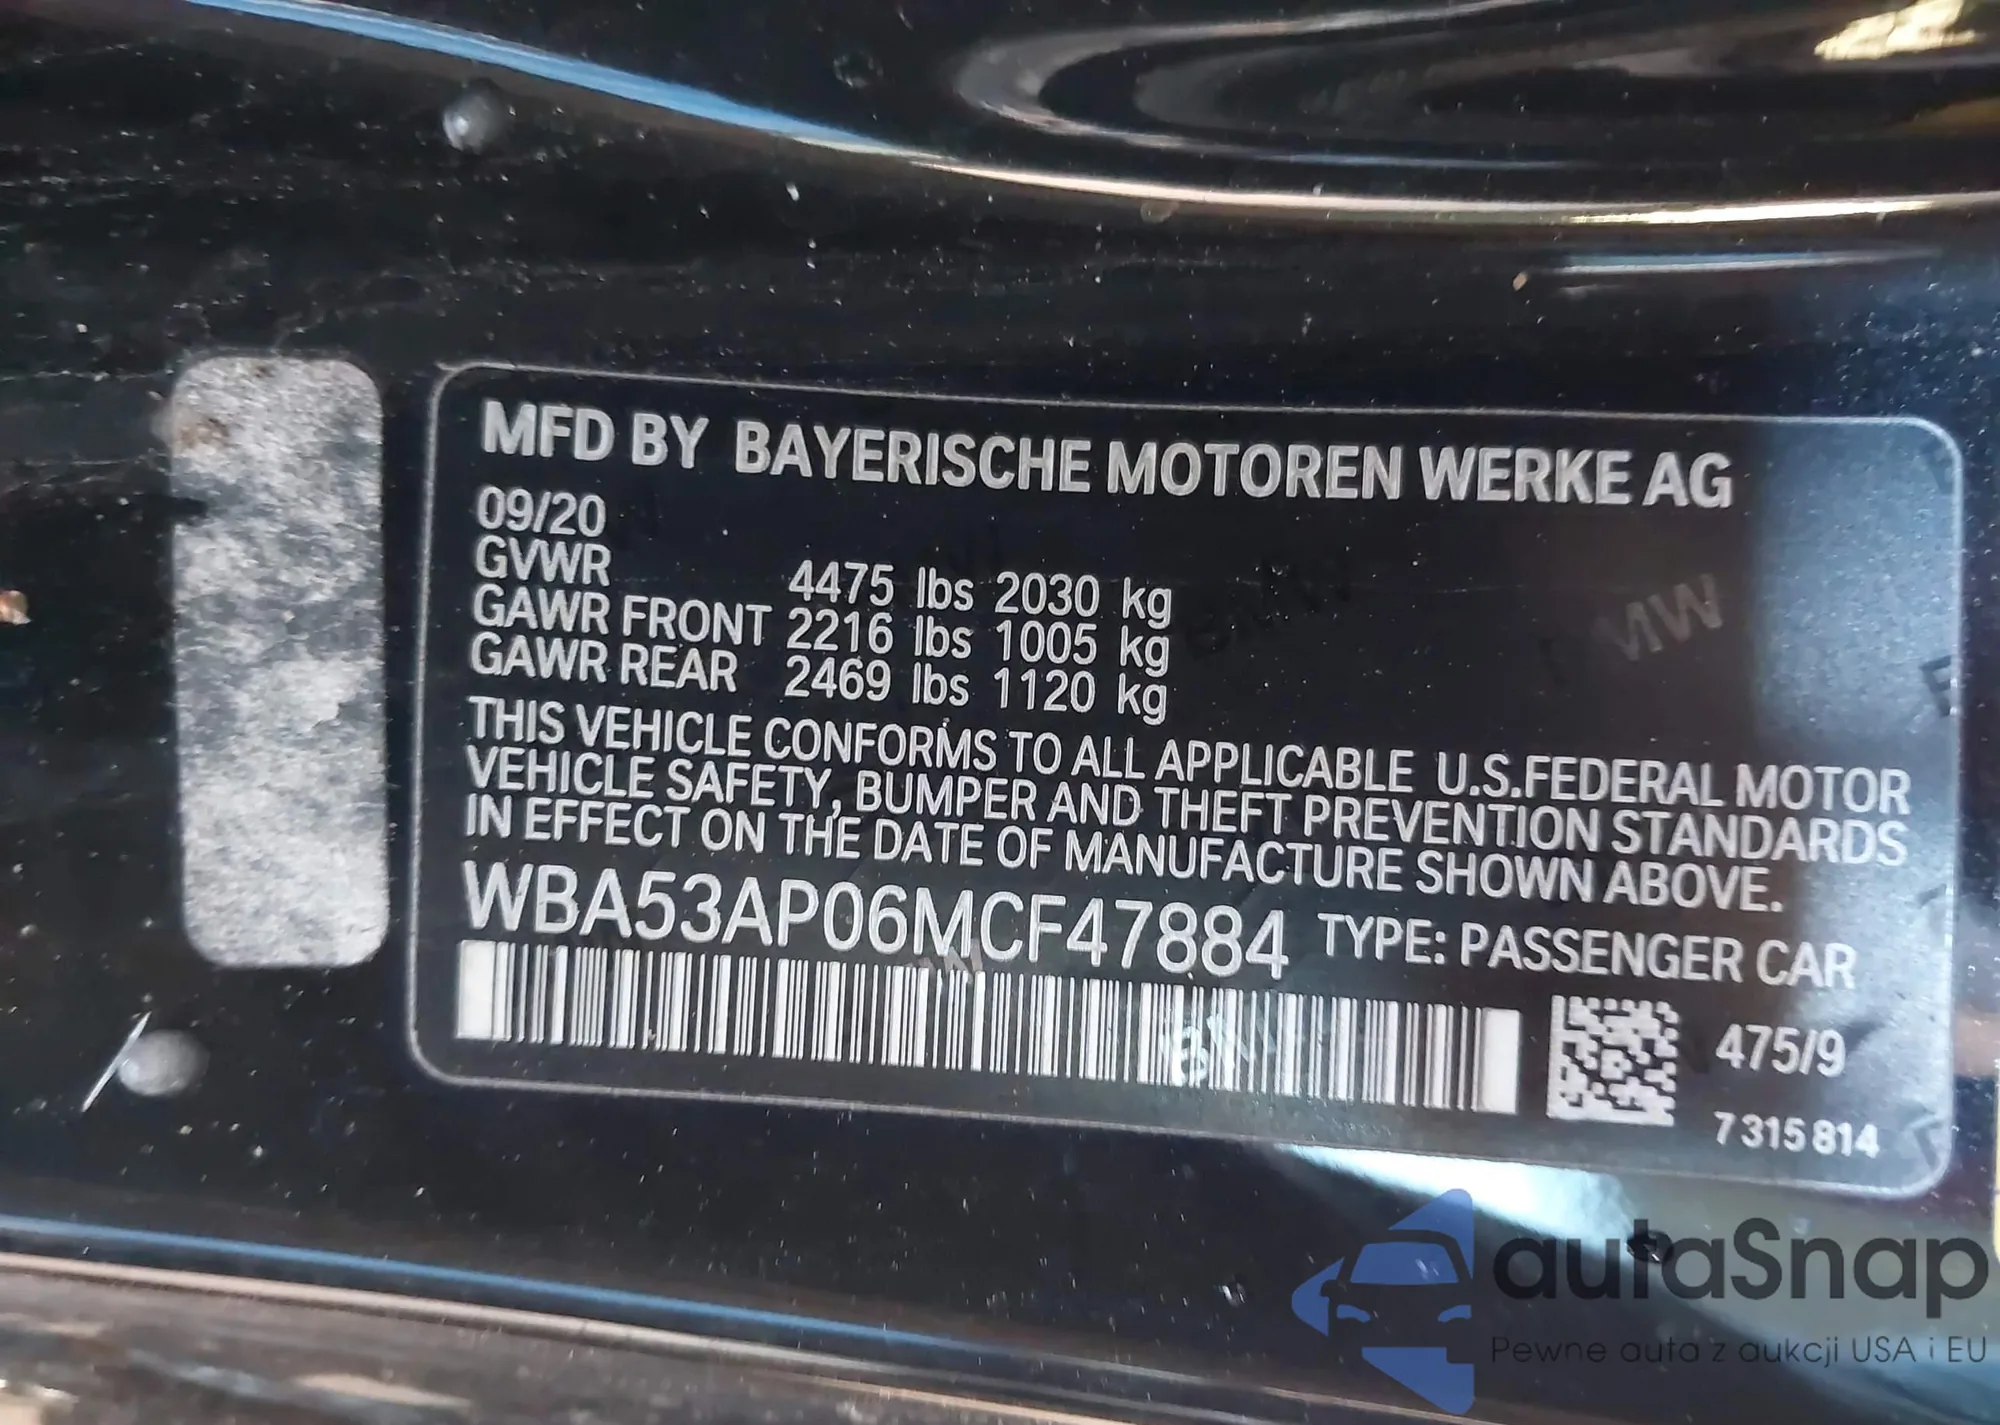 MFD BY BAYERISCHE MOTOREN WERKE AG
09/20
GVWR 4475 lbs 2030 kg
GAWR FRONT 2216 lbs 1005 kg
GAWR REAR 2469 lbs 1120 kg
THIS VEHICLE CONFORMS TO ALL APPLICABLE U.S.FEDERAL MOTOR
VEHICLE SAFETY, BUMPER AND THEFT PREVENTION STANDARDS
IN EFFECT ON THE DATE OF MANUFACTURE SHOWN ABOVE.
WBA53AP06MCF47884 TYPE: PASSENGER CAR
475/9
7 315 814
autaSnap
Pewne auta z aukcji USA i EU